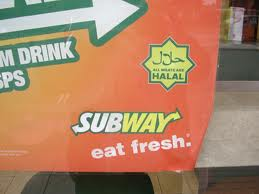 M DRINK
SPS
حلال
ALL MEATS ARE
HALAL
SUBWAY
eat fresh.